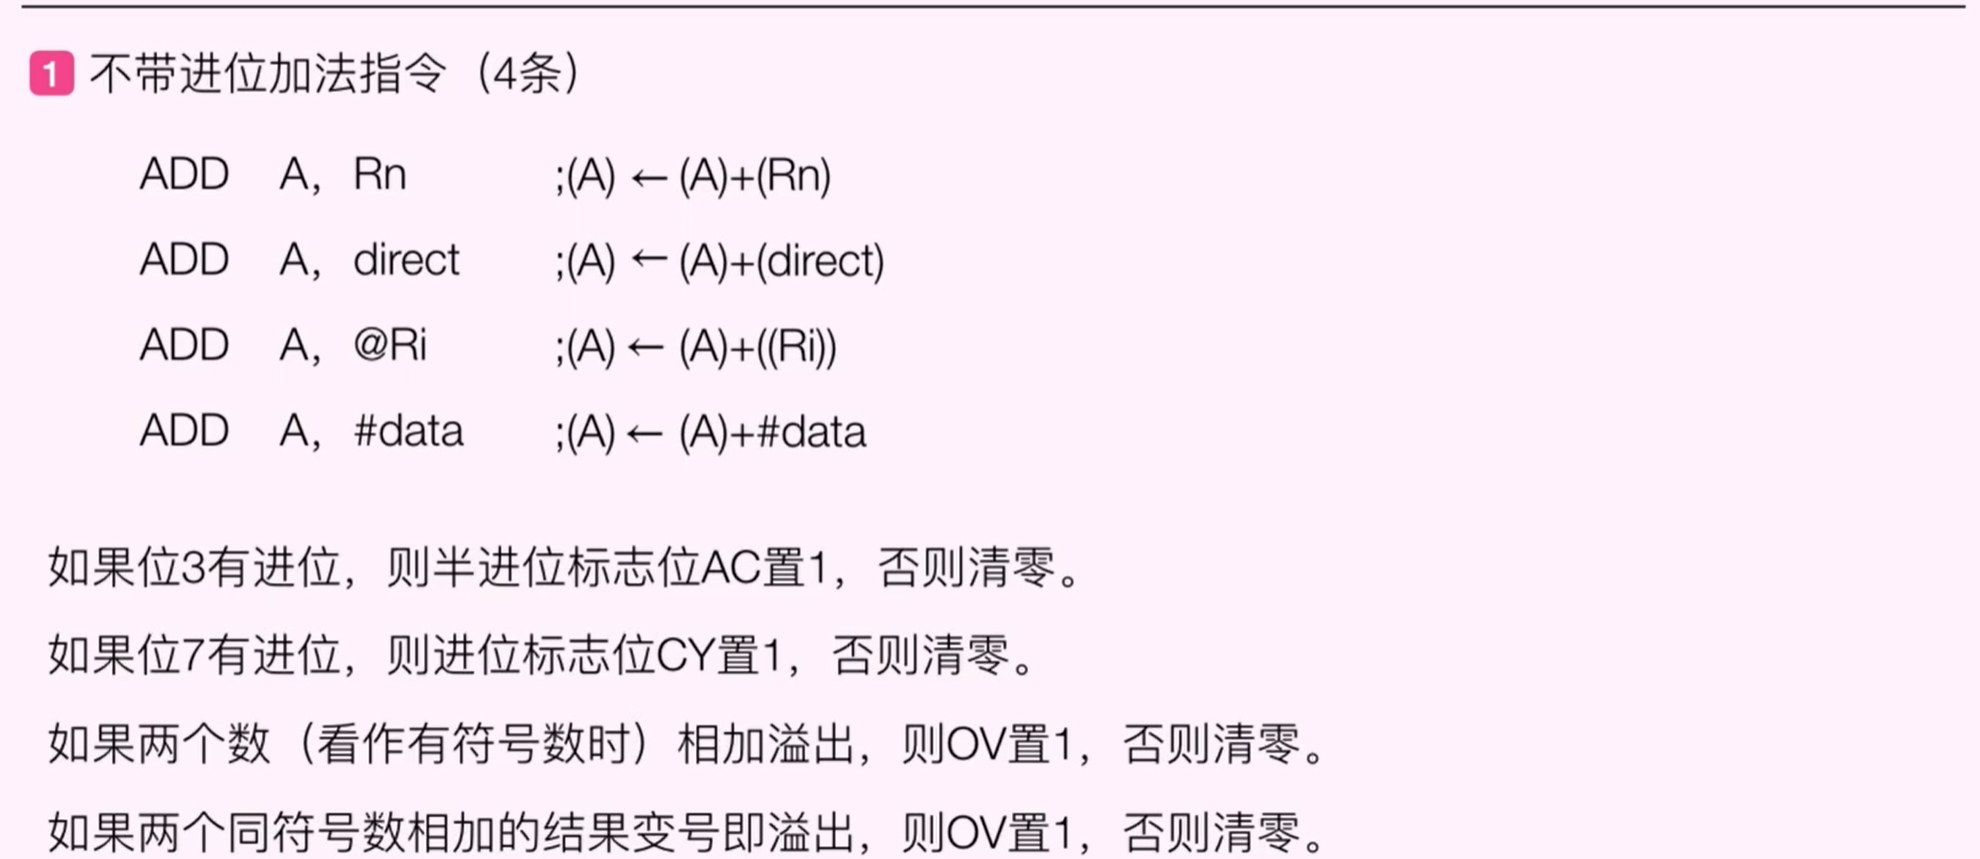 1 不带进位加法指令（4条）
ADD A，Rn ;(A) ← (A)+(Rn)
ADD A，direct ;(A) ← (A)+(direct)
ADD A，@Ri ;(A) ← (A)+((Ri))
ADD A，#data ;(A) ← (A)+#data
如果位3有进位，则半进位标志位AC置1，否则清零。
如果位7有进位，则进位标志位CY置1，否则清零。
如果两个数（看作有符号数时）相加溢出，则OV置1，否则清零。
如果两个同符号数相加的结果变号即溢出，则OV置1，否则清零。